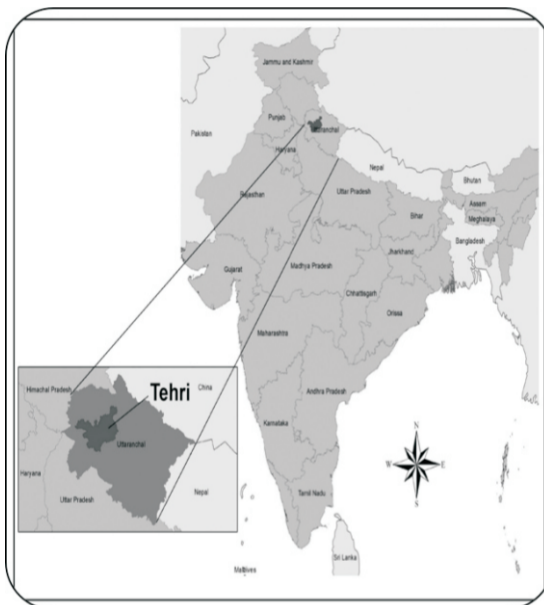 Jammu and Kashmir
Punjab
Uttaranchal
Pakistan
Haryana
Nepal
Bhutan
Rajasthan
Uttar Pradesh
Assam
Bihar
Meghalaya
Bangladesh
Jharkhand
Gujarat
Madhya Pradesh
Chhattisgarh
Orissa
Maharashtra
Himachal Pradesh
China
Tehri
Andhra Pradesh
Uttaranchal
Karnataka
N
W
E
S
Haryana
Uttar Pradesh
Nepal
Tamil Nadu
Sri Lanka
Maldives